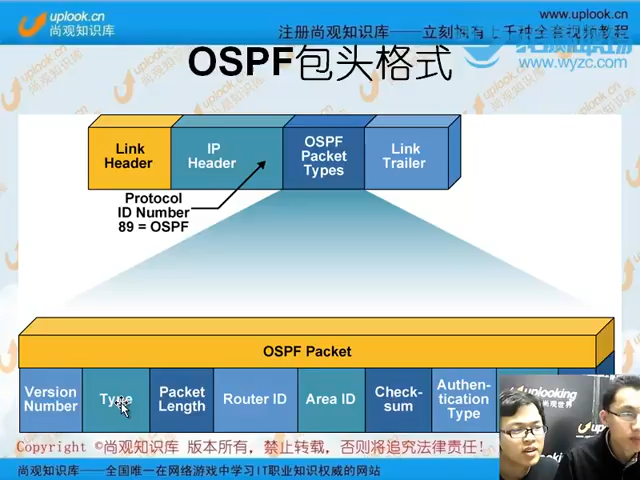 uplook.cn
尚观知识库
www.uplook.cn
注册尚观知识库——立刻拥有上千种全套视频教程
www.wyzc.com
OSPF包头格式
Link
Header
IP
Header
OSPF
Packet
Types
Link
Trailer
Protocol
ID Number
89 = OSPF
OSPF Packet
Version
Number
Type
Packet
Length
Router ID
Area ID
Check-
sum
Authen-
tication
Type
uplooking
尚观世界
Copyright ©尚观知识库 版本所有，禁止转载，否则将追究法律责任!
尚观知识库——全国唯一在网络游戏中学习IT职业知识权威的网站